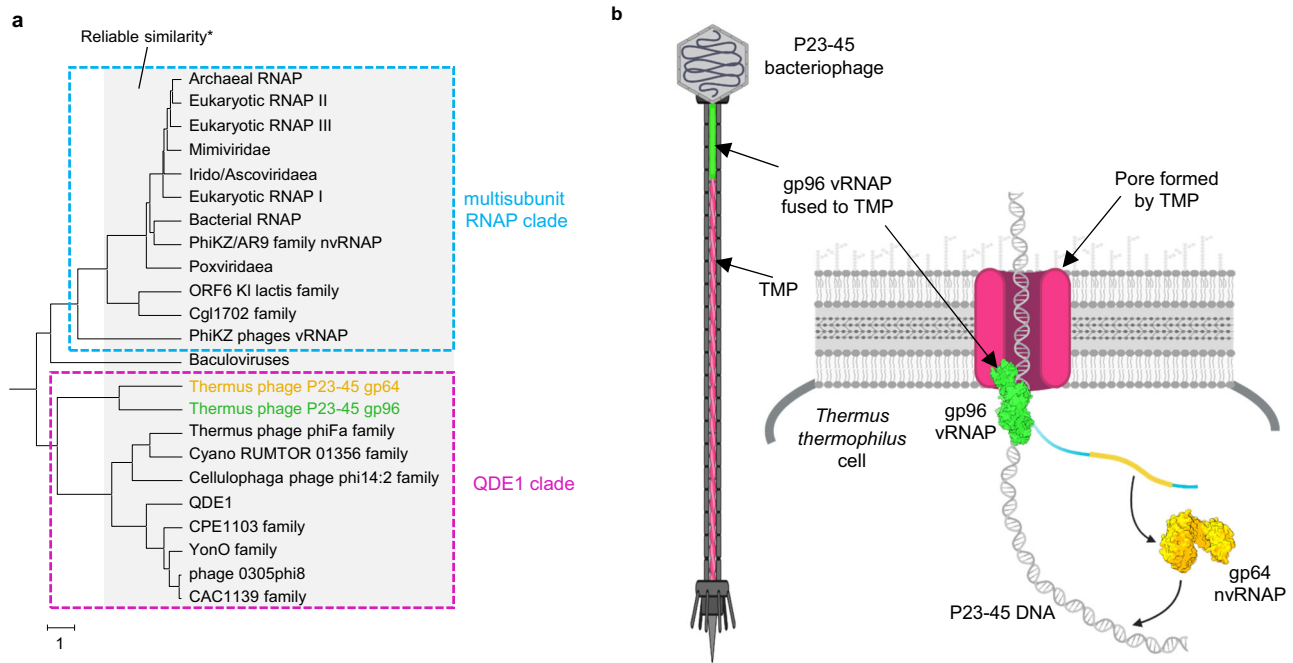 a
Reliable similarity*
Archaeal RNAP
Eukaryotic RNAP II
Eukaryotic RNAP III
Mimiviridae
Irido/Ascoviridaea
Eukaryotic RNAP I
Bacterial RNAP
PhiKZ/AR9 family nvRNAP
Poxviridaea
ORF6 Kl lactis family
Cgl1702 family
PhiKZ phages vRNAP
multisubunit
RNAP clade
Baculoviruses
Thermus phage P23-45 gp64
Thermus phage P23-45 gp96
Thermus phage phiFa family
Cyano RUMTOR 01356 family
Cellulophaga phage phi14:2 family
QDE1
CPE1103 family
YonO family
phage 0305phi8
CAC1139 family
QDE1 clade
1
b
P23-45
bacteriophage
gp96 vRNAP
fused to TMP
TMP
Pore formed
by TMP
Thermus
thermophilus
cell
gp96
vRNAP
gp64
nvRNAP
P23-45 DNA